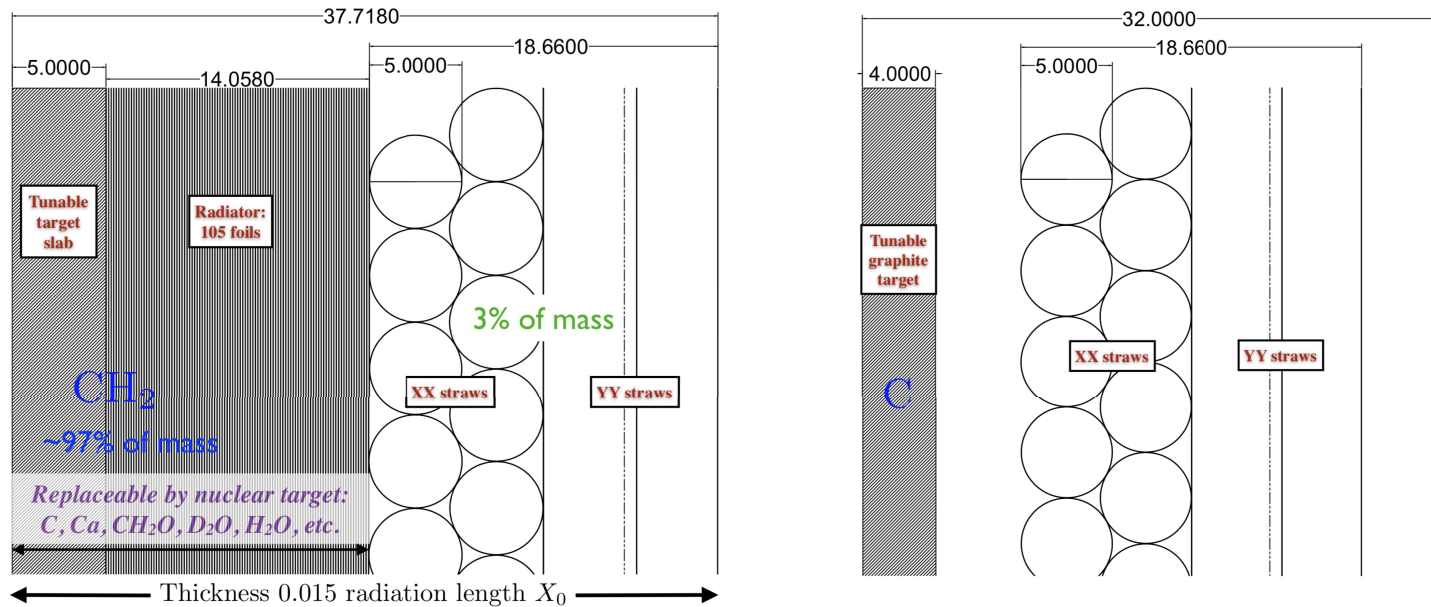 37.7180
18.6600
5.0000
5.0000
14.0580
Tunable
target
slab
Radiator:
105 foils
3% of mass
CH₂
~97% of mass
XX straws
YY straws
Replaceable by nuclear target:
C, Ca, CH₂O, D₂O, H₂O, etc.
Thickness 0.015 radiation length X₀
32.0000
18.6600
5.0000
4.0000
Tunable
graphite
target
XX straws
YY straws
C